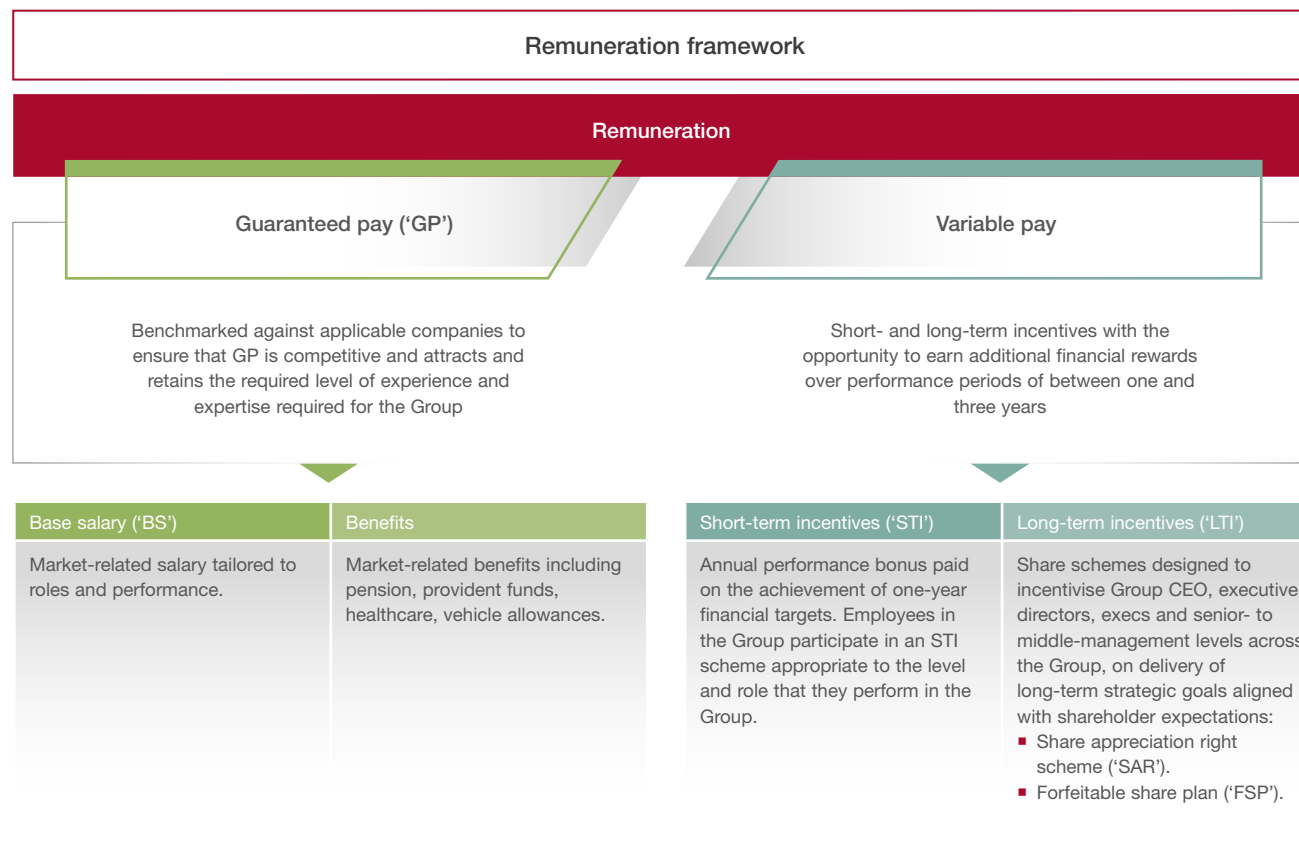 Remuneration framework
Remuneration
Guaranteed pay (‘GP’)
Benchmarked against applicable companies to
ensure that GP is competitive and attracts and
retains the required level of experience and
expertise required for the Group
Variable pay
Short- and long-term incentives with the
opportunity to earn additional financial rewards
over performance periods of between one and
three years
Base salary (‘BS’)
Market-related salary tailored to
roles and performance.
Benefits
Market-related benefits including
pension, provident funds,
healthcare, vehicle allowances.
Short-term incentives (‘STI’)
Annual performance bonus paid
on the achievement of one-year
financial targets. Employees in
the Group participate in an STI
scheme appropriate to the level
and role that they perform in the
Group.
Long-term incentives (‘LTI’)
Share schemes designed to
incentivise Group CEO, executive
directors, execs and senior- to
middle-management levels across
the Group, on delivery of
long-term strategic goals aligned
with shareholder expectations:
■ Share appreciation right
scheme (‘SAR’).
■ Forfeitable share plan (‘FSP’).